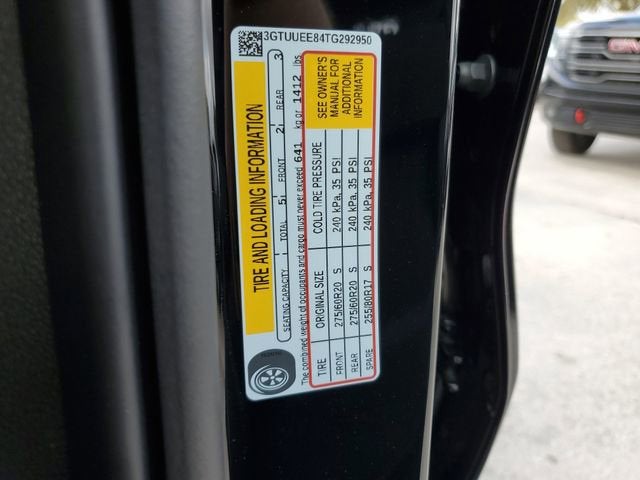 3GTUUEE84TG292950
TIRE AND LOADING INFORMATION
SEATING CAPACITY TOTAL 5 FRONT 2 REAR 3
The combined weight of occupants and cargo must never exceed 641 kg or 1412 lbs
TIRE ORIGINAL SIZE COLD TIRE PRESSURE
FRONT 275/60R20 S 240 kPa, 35 PSI
REAR 275/60R20 S 240 kPa, 35 PSI
SPARE 255/80R17 S 240 kPa, 35 PSI
SEE OWNER'S
MANUAL FOR
ADDITIONAL
INFORMATION